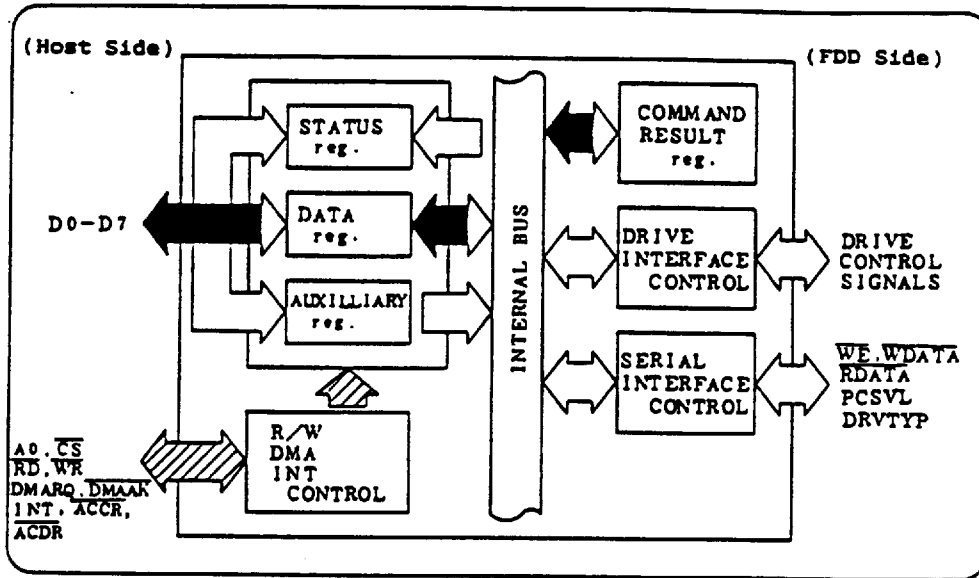 (Host Side)
(FDD Side)
STATUS
reg.
COMMAND
RESULT
reg.
D0-D7
DATA
reg.
INTERNAL BUS
DRIVE
INTERFACE
CONTROL
DRIVE
CONTROL
SIGNALS
AUXILLIARY
reg.
SERIAL
INTERFACE
CONTROL
WE.WDATA
RDATA
PCSVL
DRVTYP
R/W
DMA
INT
CONTROL
A0.CS
RD.WR
DMARQ.DMAAK
INT.ACCR,
ACDR